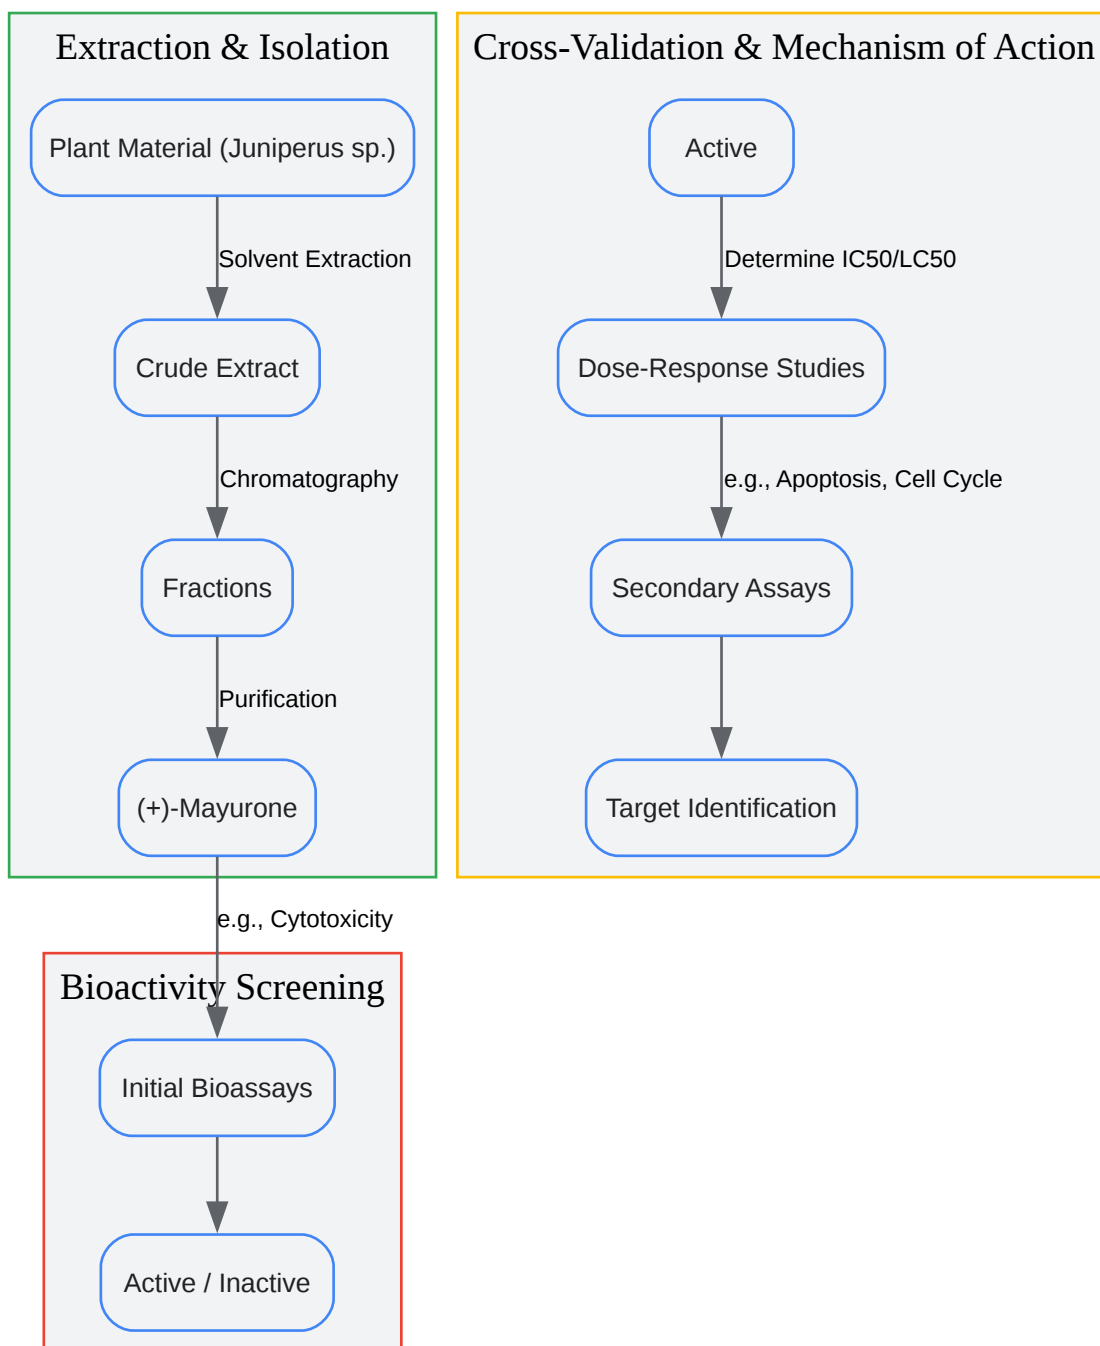 Extraction & Isolation
Plant Material (Juniperus sp.)
Solvent Extraction
Crude Extract
Chromatography
Fractions
Purification
(+)-Mayurone
e.g., Cytotoxicity
Bioactivity Screening
Initial Bioassays
Active / Inactive
Cross-Validation & Mechanism of Action
Active
Determine IC50/LC50
Dose-Response Studies
e.g., Apoptosis, Cell Cycle
Secondary Assays
Target Identification